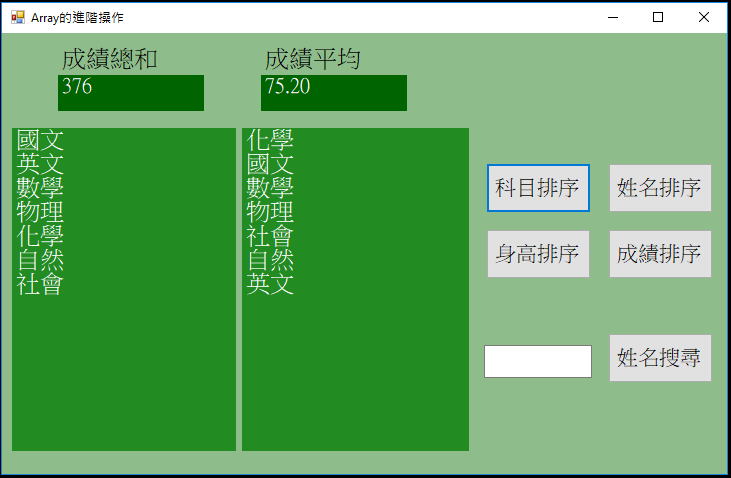 Array的進階操作
成績總和
成績平均
376
75.20
國文
英文
數學
物理
化學
自然
社會
化學
國文
數學
物理
社會
自然
英文
科目排序
姓名排序
身高排序
成績排序
姓名搜尋